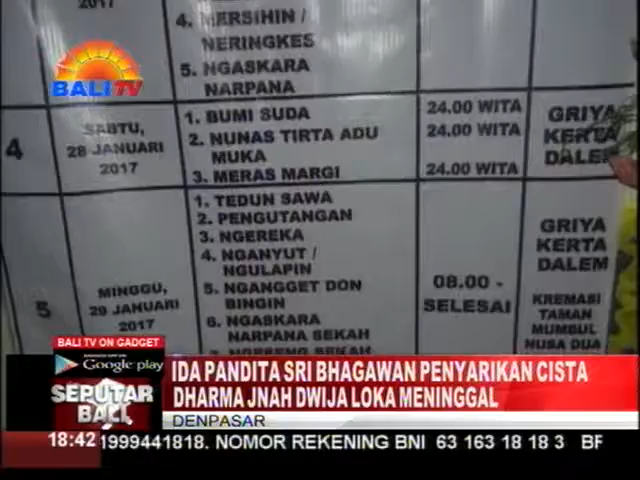 2017
4. MERSIHIN /
NERINGKES
5. NGASKARA
NARPANA
BALI TV
4
SABTU,
28 JANUARI
2017
1. BUMI SUDA
2. NUNAS TIRTA ADU
MUKA
3. MERAS MARGI
24.00 WITA
24.00 WITA
24.00 WITA
GRIYA
KERTA
DALEM
5
MINGGU,
29 JANUARI
2017
1. TEDUN SAWA
2. PENGUTANGAN
3. NGEREKA
4. NGANYUT /
NGULAPIN
5. NGANGGET DON
BINGIN
6. NGASKARA
NARPANA SEKAH
7. NGERENG SEKAH
08.00 -
SELESAI
GRIYA
KERTA
DALEM
KREMASI
TAMAN
MUMBUL
NUSA DUA
BALI TV ON GADGET
Google play
SEPUTAR
BALI
IDA PANDITA SRI BHAGAWAN PENYARIKAN CISTA
DHARMA JNAH DWIJA LOKA MENINGGAL
DENPASAR
18:42 1999441818. NOMOR REKENING BNI 63 163 18 18 3 BF